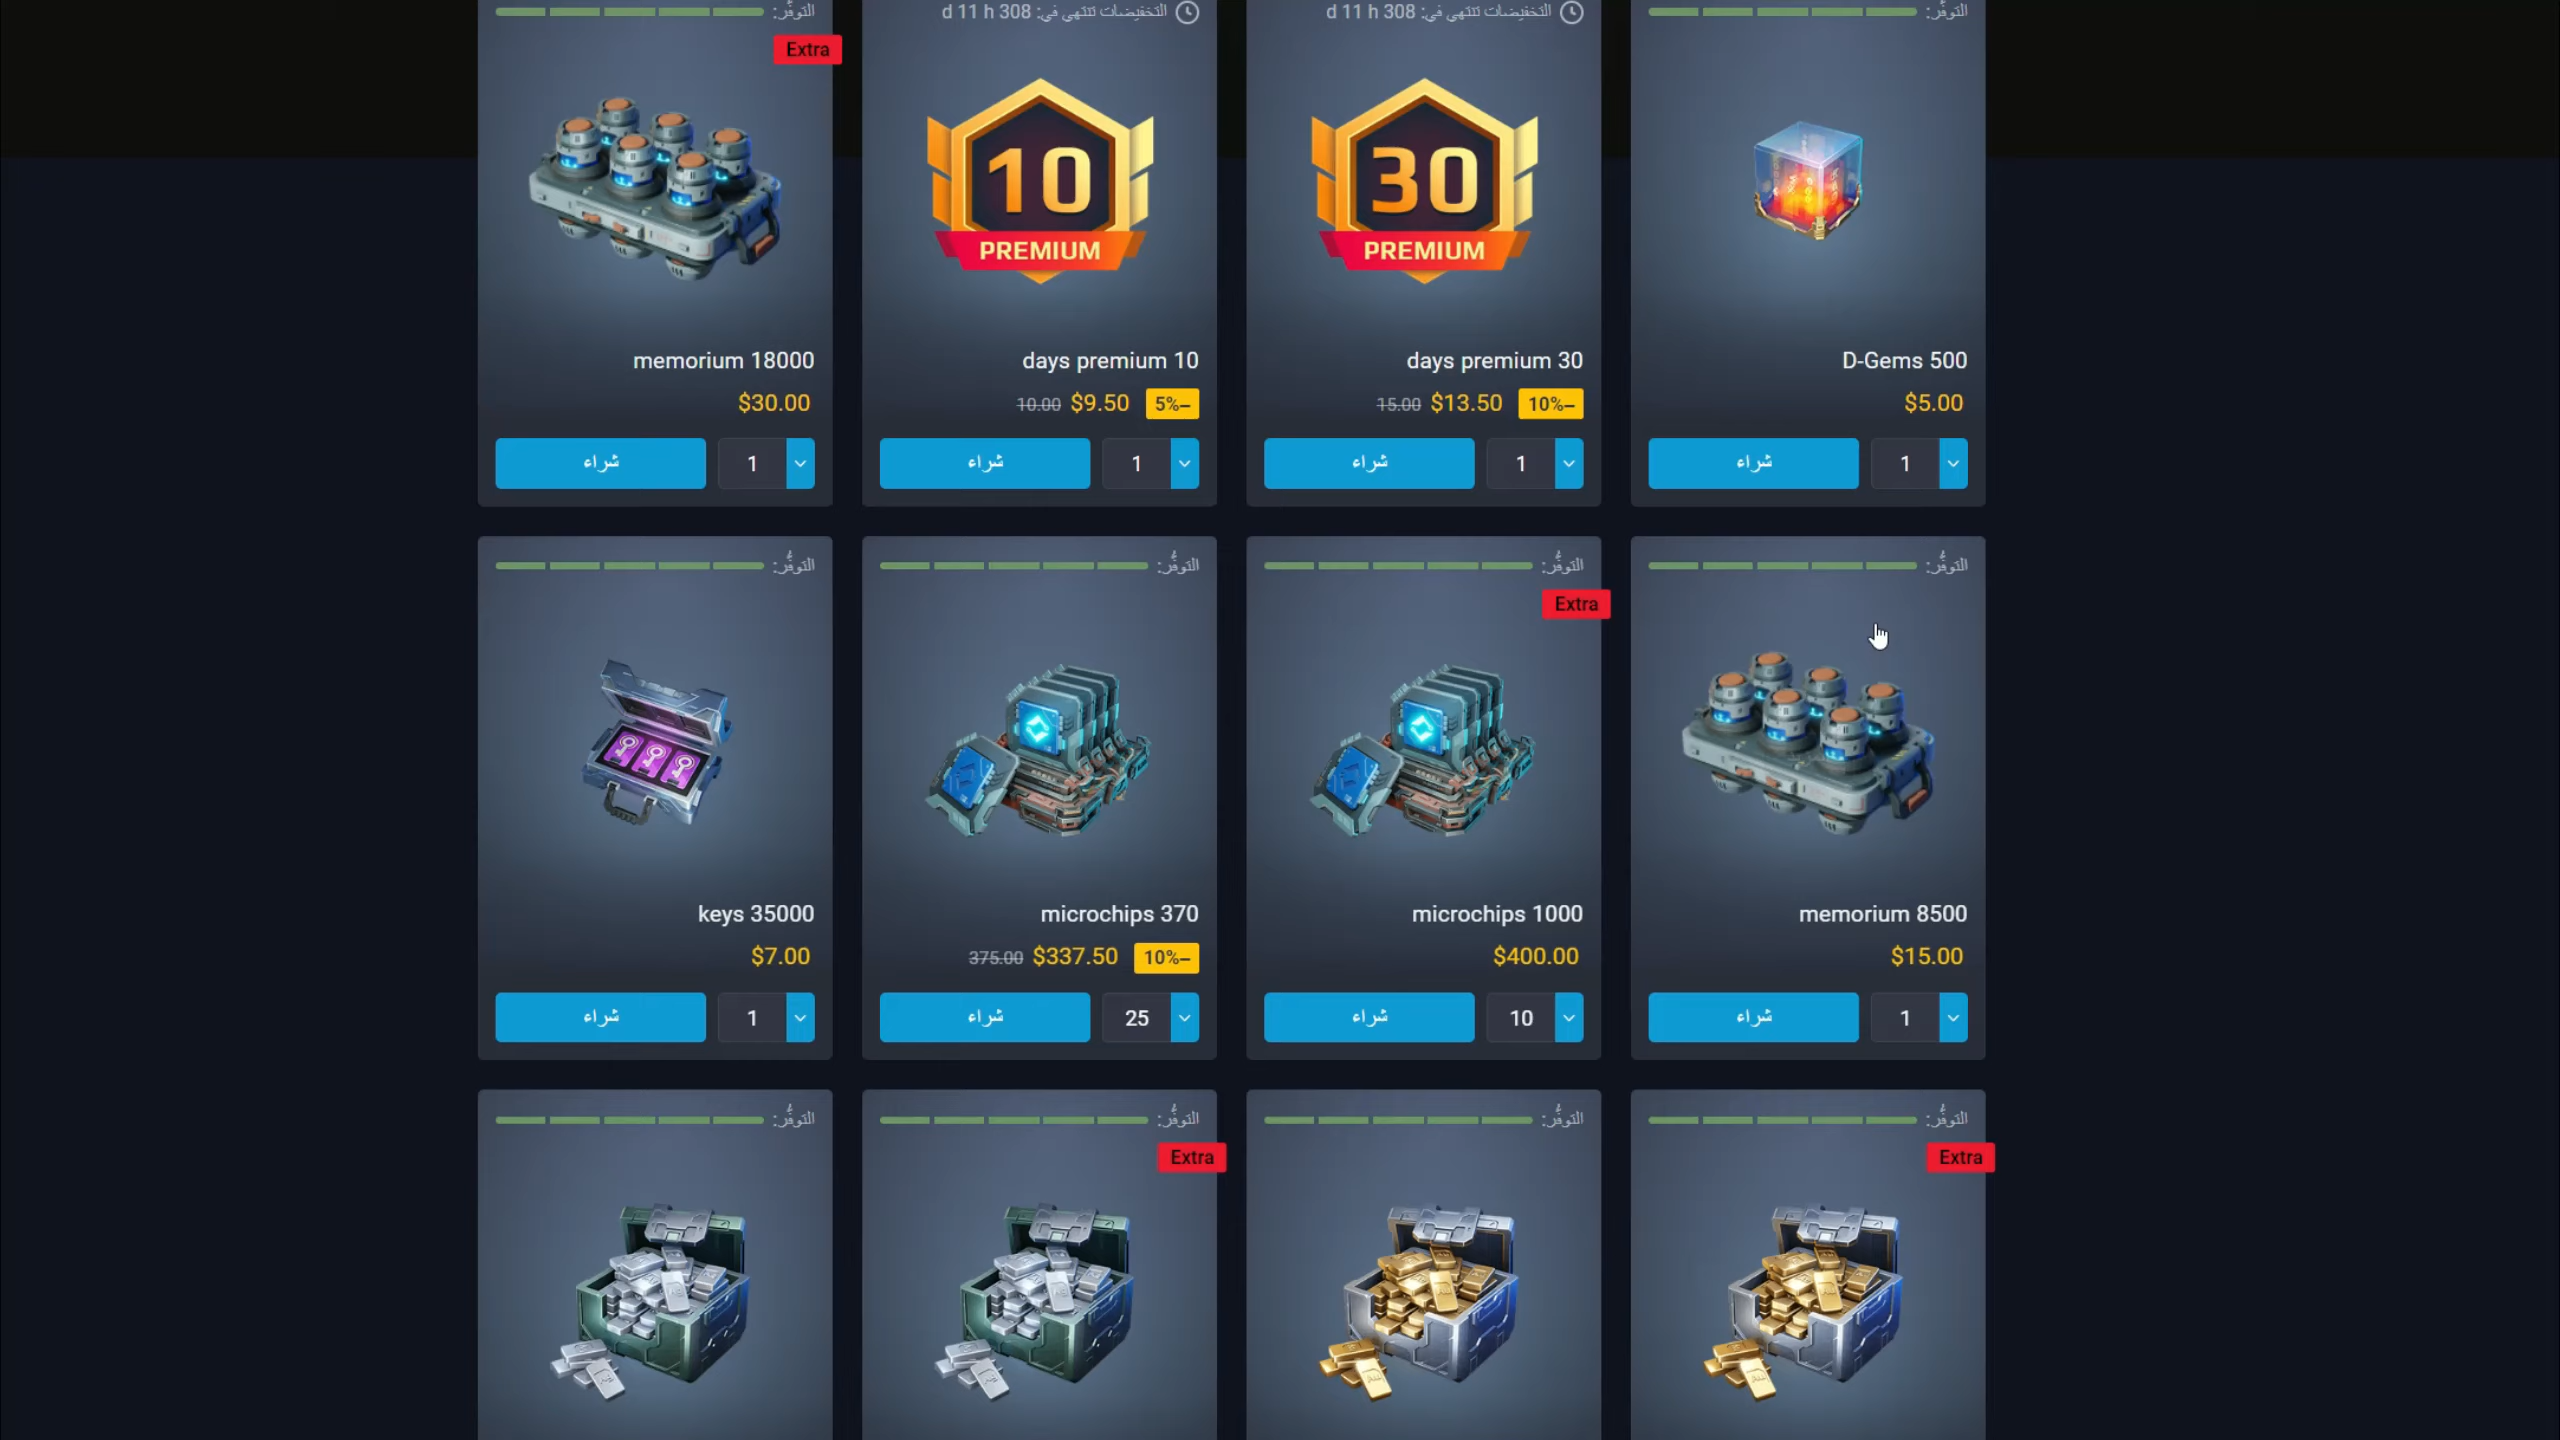 التوفُّر:
التخفيضات تنتهي في: 308 d 11 h
التخفيضات تنتهي في: 308 d 11 h
التوفُّر:
Extra
10
PREMIUM
30
PREMIUM
memorium 18000
days premium 10
days premium 30
D-Gems 500
$30.00
10.00 $9.50 5%–
15.00 $13.50 10%–
$5.00
شراء 1
شراء 1
شراء 1
شراء 1
التوفُّر:
التوفُّر:
التوفُّر:
التوفُّر:
Extra
keys 35000
microchips 370
microchips 1000
memorium 8500
$7.00
375.00 $337.50 10%–
$400.00
$15.00
شراء 1
شراء 25
شراء 10
شراء 1
التوفُّر:
التوفُّر:
التوفُّر:
التوفُّر:
Extra
Extra